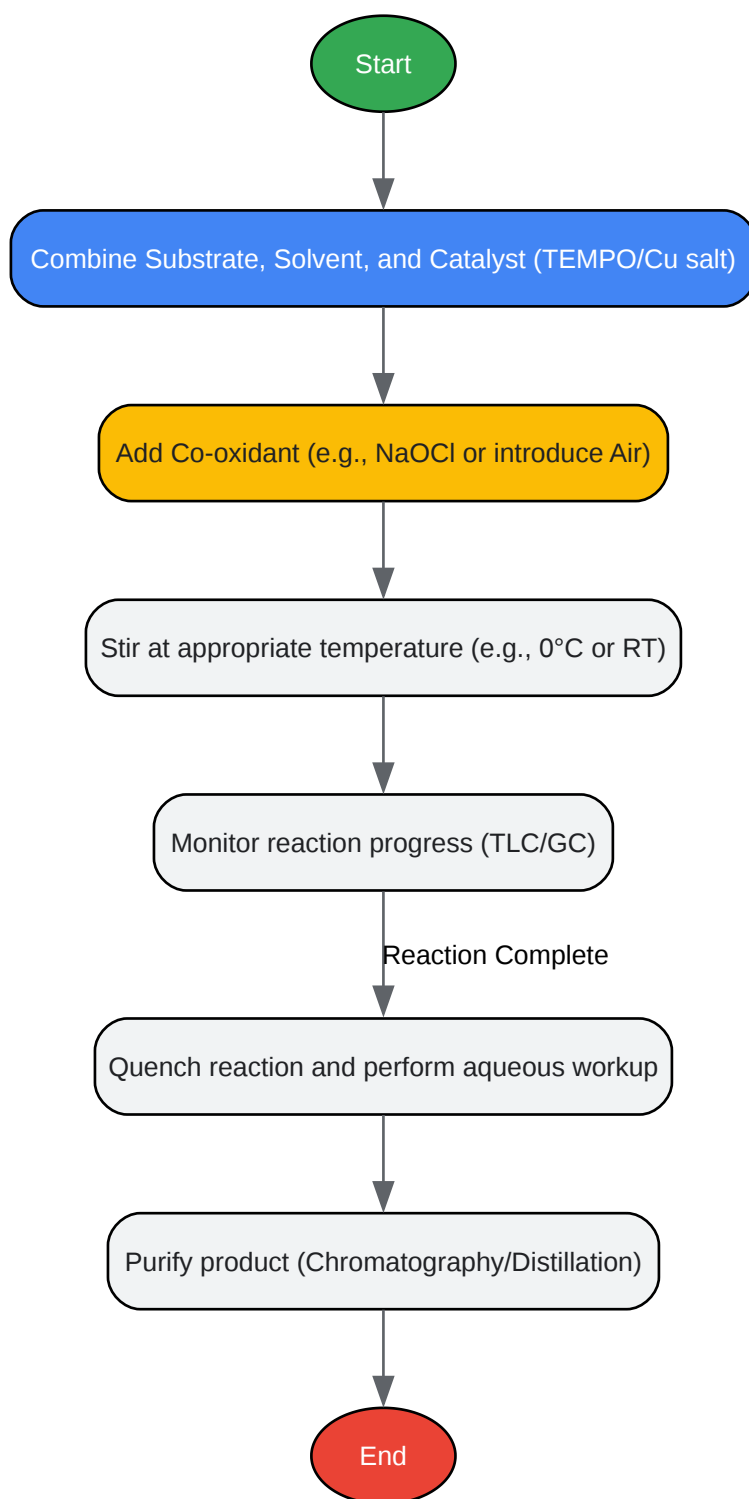 Start
Combine Substrate, Solvent, and Catalyst (TEMPO/Cu salt)
Add Co-oxidant (e.g., NaOCl or introduce Air)
Stir at appropriate temperature (e.g., 0°C or RT)
Monitor reaction progress (TLC/GC)
Reaction Complete
Quench reaction and perform aqueous workup
Purify product (Chromatography/Distillation)
End